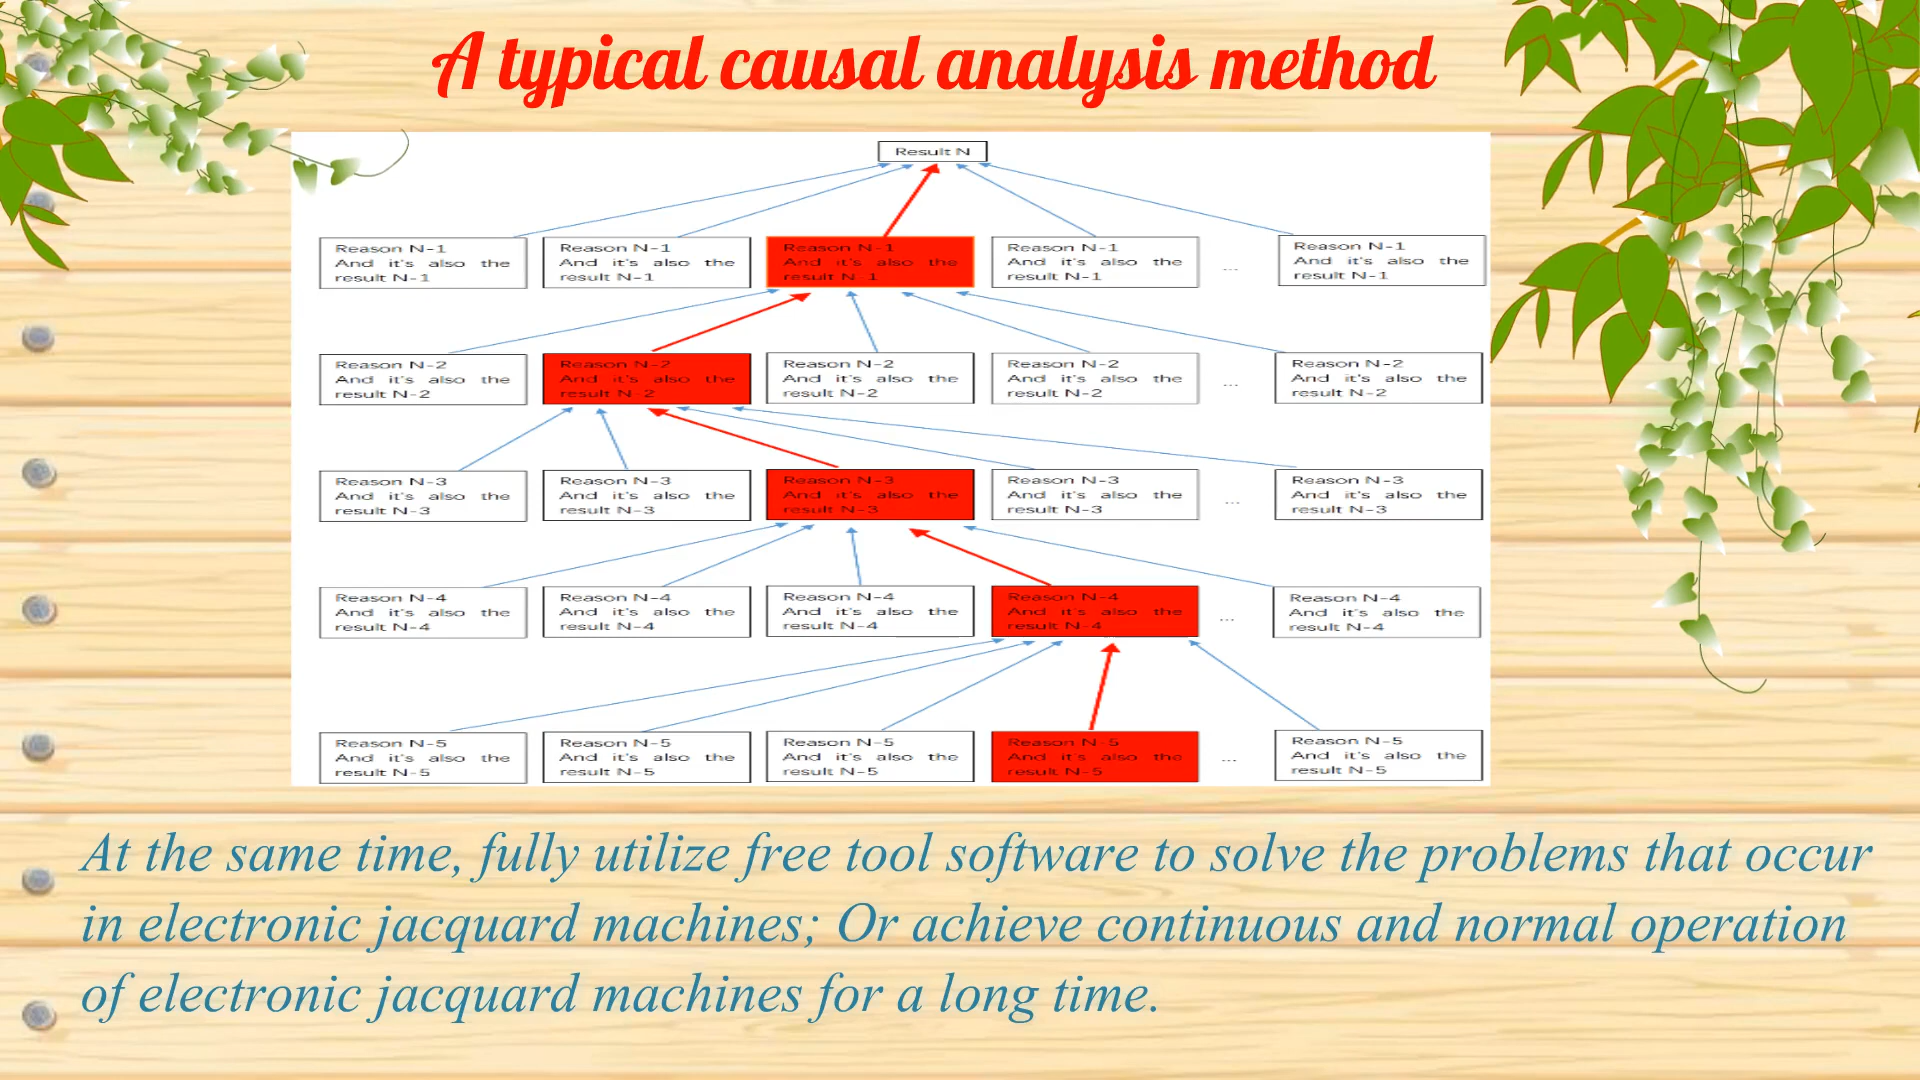 A typical causal analysis method
Result N
Reason N-1
And it's also the
result N-1
Reason N-1
And it's also the
result N-1
Reason N-1
And it's also the
result N-1
Reason N-1
And it's also the
result N-1
...
Reason N-1
And it's also the
result N-1
Reason N-2
And it's also the
result N-2
Reason N-2
And it's also the
result N-2
Reason N-2
And it's also the
result N-2
Reason N-2
And it's also the
result N-2
...
Reason N-2
And it's also the
result N-2
Reason N-3
And it's also the
result N-3
Reason N-3
And it's also the
result N-3
Reason N-3
And it's also the
result N-3
Reason N-3
And it's also the
result N-3
...
Reason N-3
And it's also the
result N-3
Reason N-4
And it's also the
result N-4
Reason N-4
And it's also the
result N-4
Reason N-4
And it's also the
result N-4
Reason N-4
And it's also the
result N-4
...
Reason N-4
And it's also the
result N-4
Reason N-5
And it's also the
result N-5
Reason N-5
And it's also the
result N-5
Reason N-5
And it's also the
result N-5
Reason N-5
And it's also the
result N-5
...
Reason N-5
And it's also the
result N-5
At the same time, fully utilize free tool software to solve the problems that occur
in electronic jacquard machines; Or achieve continuous and normal operation
of electronic jacquard machines for a long time.